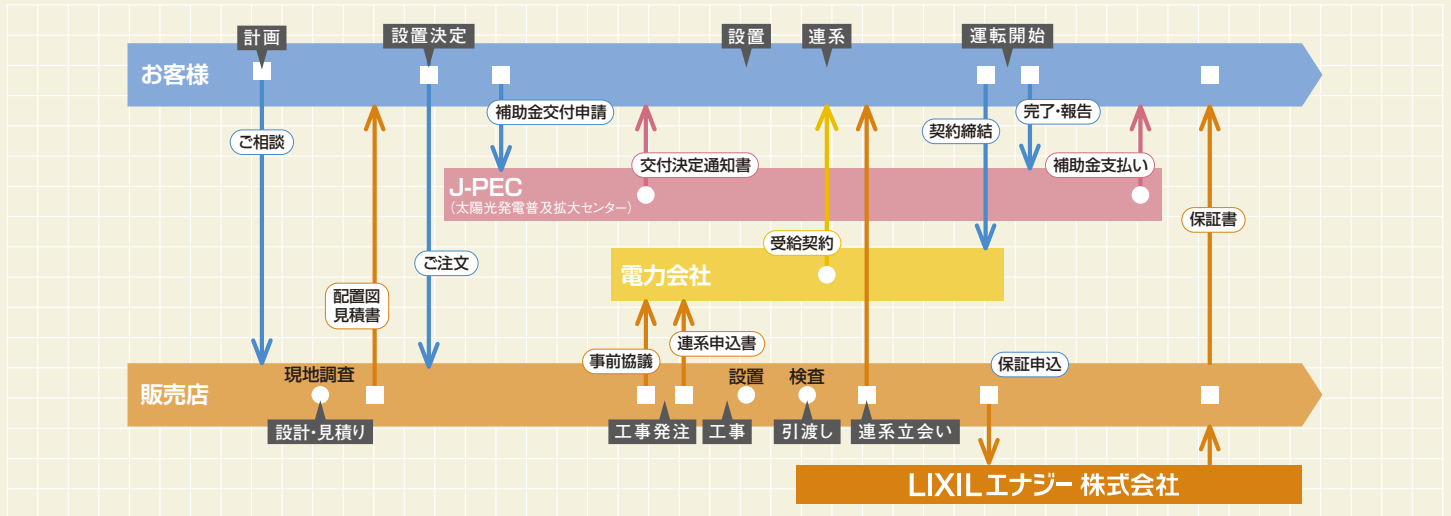 計画
設置決定
設置
連系
運転開始
お客様
補助金交付申請
完了・報告
ご相談
契約締結
交付決定通知書
補助金支払い
J-PEC
（太陽光発電普及拡大センター）
保証書
受給契約
ご注文
電力会社
配置図
見積書
連系申込書
事前協議
保証申込
現地調査
設置
検査
販売店
設計・見積り
工事発注
工事
引渡し
連系立会い
LIXILエナジー 株式会社